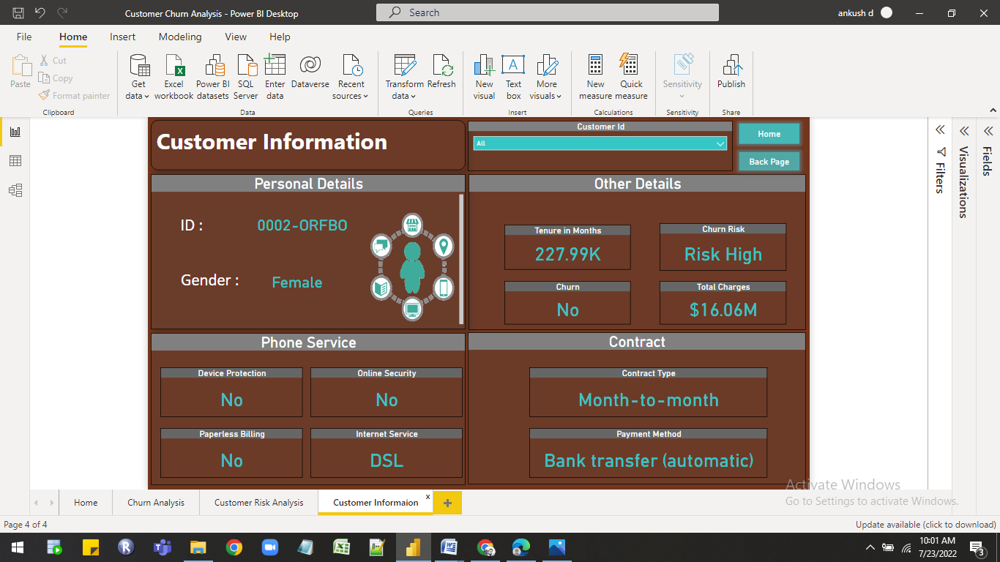 Customer Churn Analysis - Power BI Desktop
Search
ankush d
File Home Insert Modeling View Help
Paste
Cut
Copy
Format painter
Clipboard
Get data
Excel workbook
Power BI datasets
SQL Server
Enter data
Dataverse
Recent sources
Data
Transform data
Refresh
Queries
New visual
Text box
More visuals
Insert
New measure
Quick measure
Calculations
Sensitivity
Sensitivity
Publish
Share
Customer Information
Customer Id
All
Home
Back Page
Personal Details
ID :
0002-ORFBO
Gender :
Female
Other Details
Tenure in Months
227.99K
Churn Risk
Risk High
Churn
No
Total Charges
$16.06M
Phone Service
Device Protection
No
Online Security
No
Paperless Billing
No
Internet Service
DSL
Contract
Contract Type
Month-to-month
Payment Method
Bank transfer (automatic)
Filters
Visualizations
Fields
Activate Windows
Go to Settings to activate Windows.
Home
Churn Analysis
Customer Risk Analysis
Customer Informaion
x
+
Page 4 of 4
Update available (click to download)
10:01 AM
7/23/2022
3